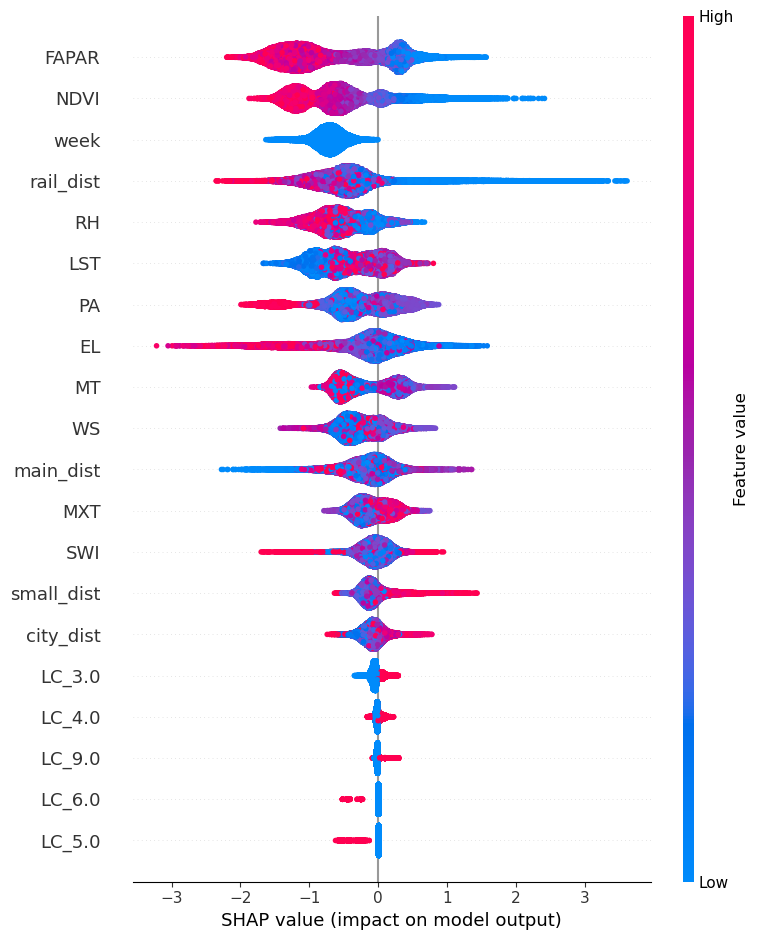 High
FAPAR
NDVI
week
rail_dist
RH
LST
PA
EL
MT
WS
main_dist
MXT
SWI
small_dist
city_dist
LC_3.0
LC_4.0
LC_9.0
LC_6.0
LC_5.0
Feature value
Low
−3 −2 −1 0 1 2 3
SHAP value (impact on model output)